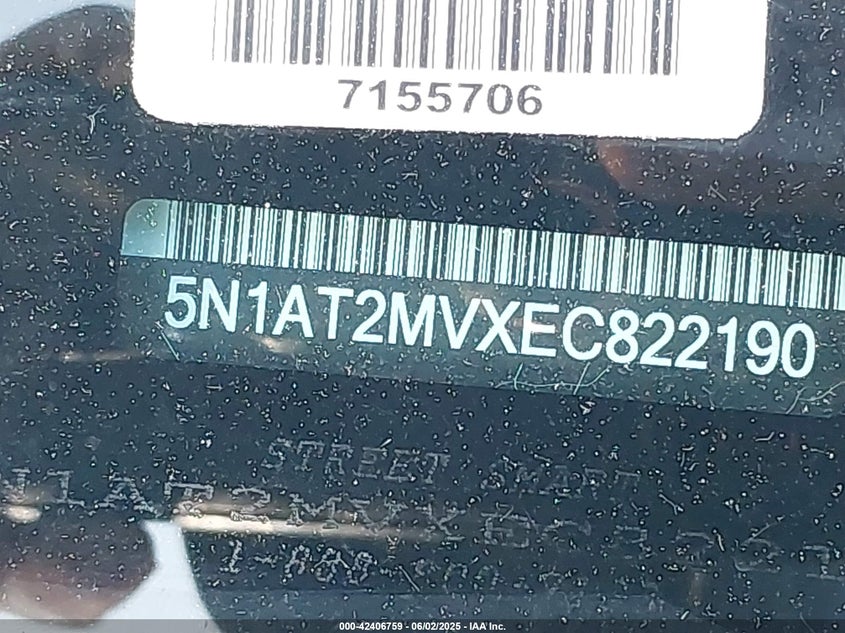 7155706
5N1AT2MVXEC822190
STREET SMART
000-42406759 - 06/02/2025 - IAA Inc.